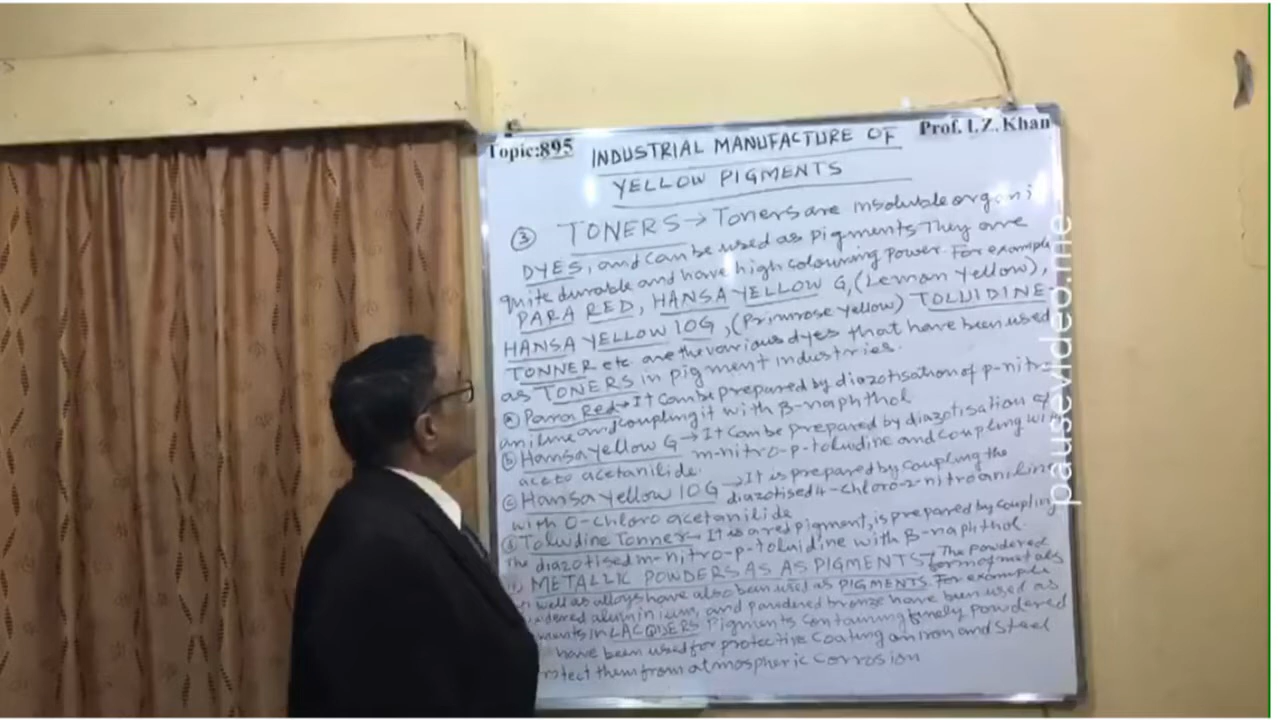 Topic:895 INDUSTRIAL MANUFACTURE OF Prof. I.Z. Khan
YELLOW PIGMENTS
③ TONERS → Toners are insoluble organi
DYES, and can be used as pigments They are
quite durable and have high colouring power. For example
PARA RED, HANSA YELLOW G, (Lemon Yellow),
HANSA YELLOW 10G, (Primrose yellow) TOLUIDINE-
TONNER etc. are the various dyes that have been used
as TONERS in pigment industries.
ⓐ Para Red → It can be prepared by diazotisation of p-nitro
aniline and coupling it with β-naphthol
ⓑ Hansa yellow G → It can be prepared by diazotisation of
m-nitro-p-toludine and coupling with
aceto acetanilide.
ⓒ Hansa yellow 10G → It is prepared by coupling the
diazotised 4-chloro-2-nitroaniline
with O-chloro acetanilide
ⓓ Toluidine Tonner → It is a red pigment, is prepared by coupling
The diazotised m-nitro-p-toluidine with β-naphthol.
METALLIC POWDERS AS AS PIGMENTS → The powdered
form of metals
well as alloys have also been used as PIGMENTS. For example
aluminium, and powdered bronze have been used as
in LACQUERS Pigments containing finely powdered
have been used for protective coating on iron and steel
them from atmospheric corrosion
pausevideo.me